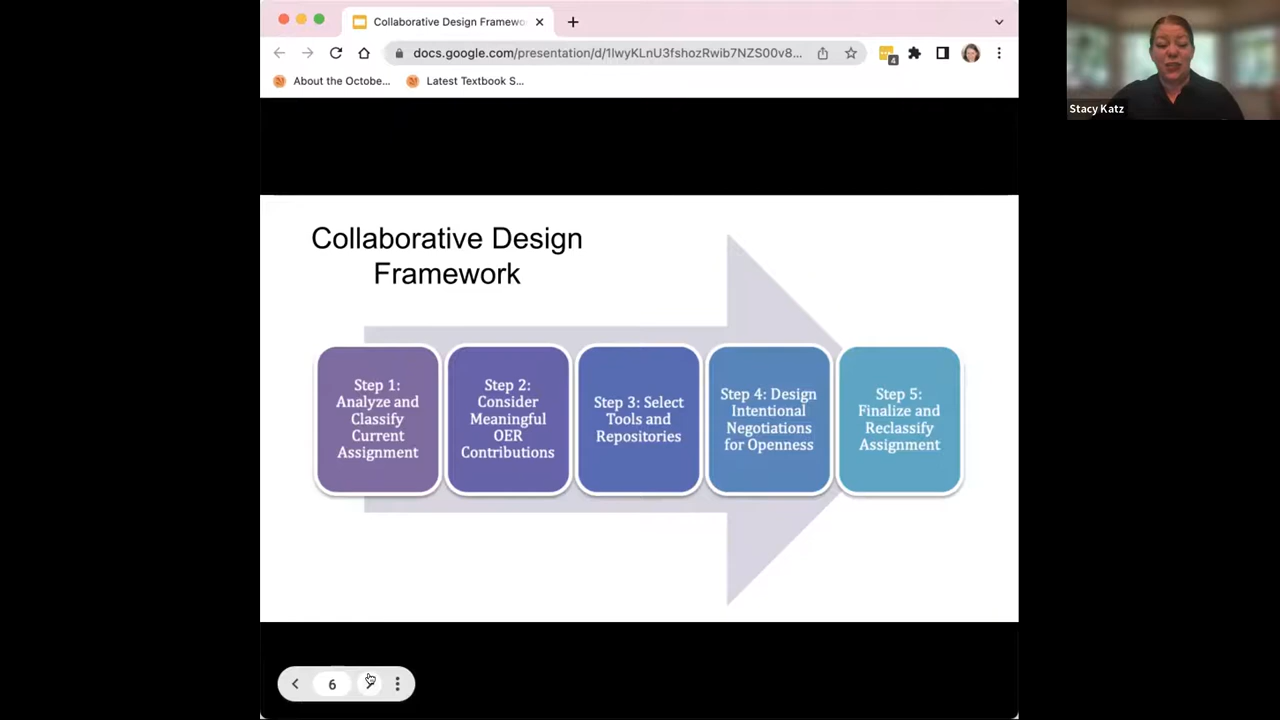 Collaborative Design Framewo
docs.google.com/presentation/d/1lwyKLnU3fshozRwib7NZS00v8...
4
About the Octobe...
Latest Textbook S...
Stacy Katz
Collaborative Design
Framework
Step 1:
Analyze and
Classify
Current
Assignment
Step 2:
Consider
Meaningful
OER
Contributions
Step 3: Select
Tools and
Repositories
Step 4: Design
Intentional
Negotiations
for Openness
Step 5:
Finalize and
Reclassify
Assignment
6